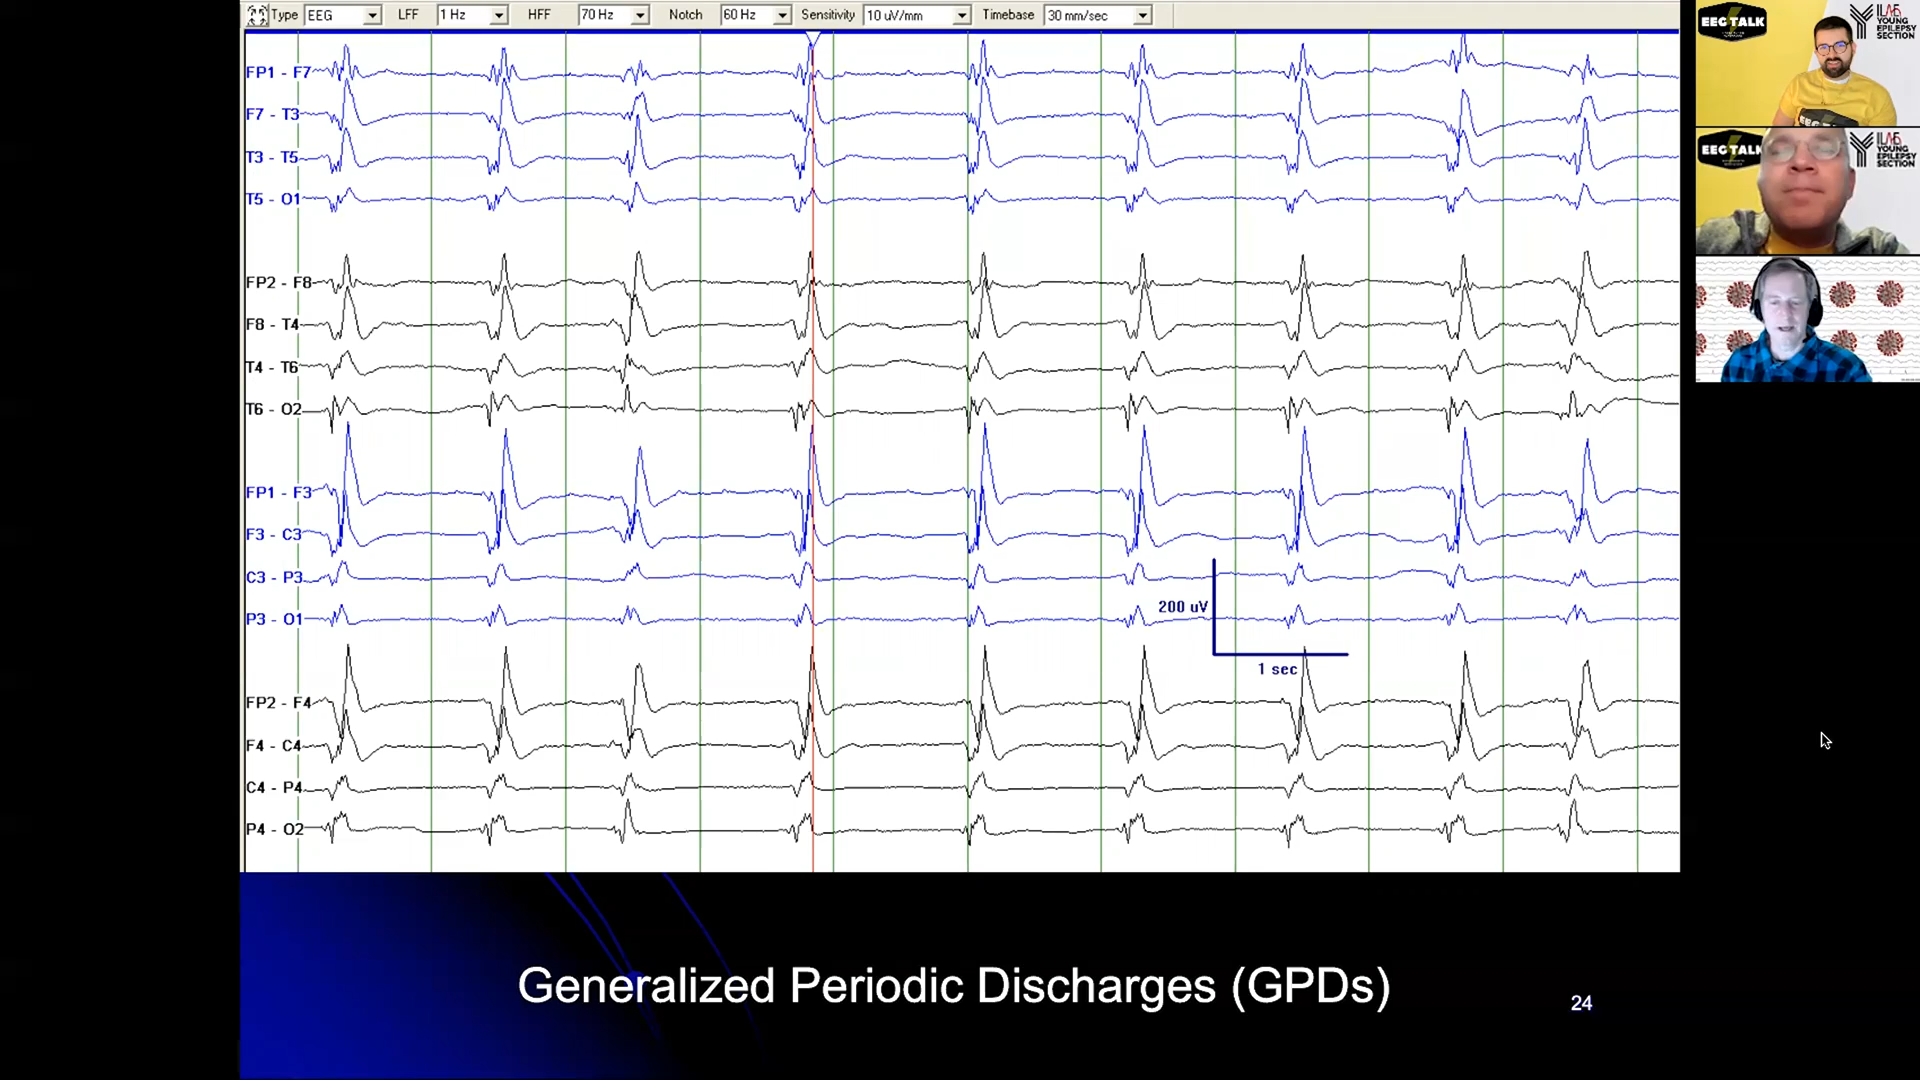 Type EEG LFF 1 Hz HFF 70 Hz Notch 60 Hz Sensitivity 10 uV/mm Timebase 30 mm/sec
FP1 - F7
F7 - T3
T3 - T5
T5 - O1
FP2 - F8
F8 - T4
T4 - T6
T6 - O2
FP1 - F3
F3 - C3
C3 - P3
P3 - O1
FP2 - F4
F4 - C4
C4 - P4
P4 - O2
200 uV
1 sec
Generalized Periodic Discharges (GPDs)
24
EEG TALK
ILAE
YOUNG
EPILEPSY
SECTION
EEG TALK
ILAE
YOUNG
EPILEPSY
SECTION